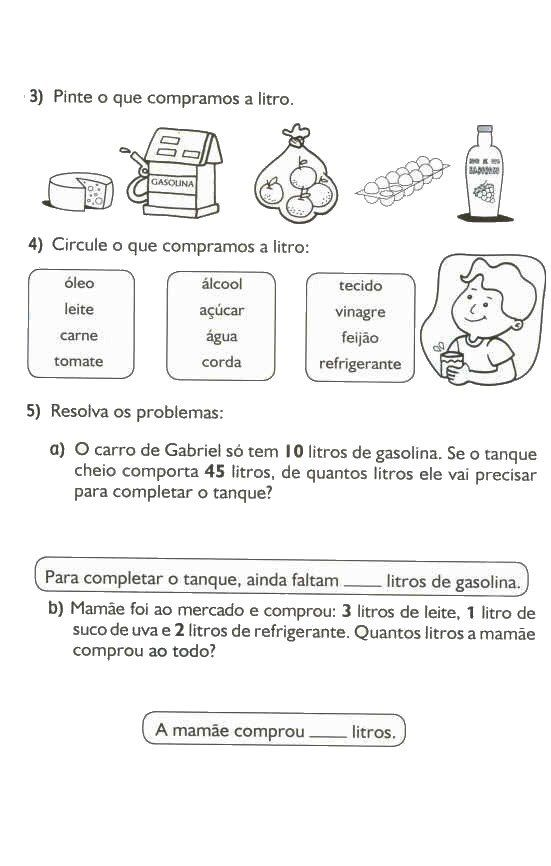 3) Pinte o que compramos a litro.
GASOLINA
4) Circule o que compramos a litro:
óleo
leite
carne
tomate
álcool
açúcar
água
corda
tecido
vinagre
feijão
refrigerante
5) Resolva os problemas:
a) O carro de Gabriel só tem 10 litros de gasolina. Se o tanque
cheio comporta 45 litros, de quantos litros ele vai precisar
para completar o tanque?
Para completar o tanque, ainda faltam ____ litros de gasolina.
b) Mamãe foi ao mercado e comprou: 3 litros de leite, 1 litro de
suco de uva e 2 litros de refrigerante. Quantos litros a mamãe
comprou ao todo?
A mamãe comprou ____ litros.